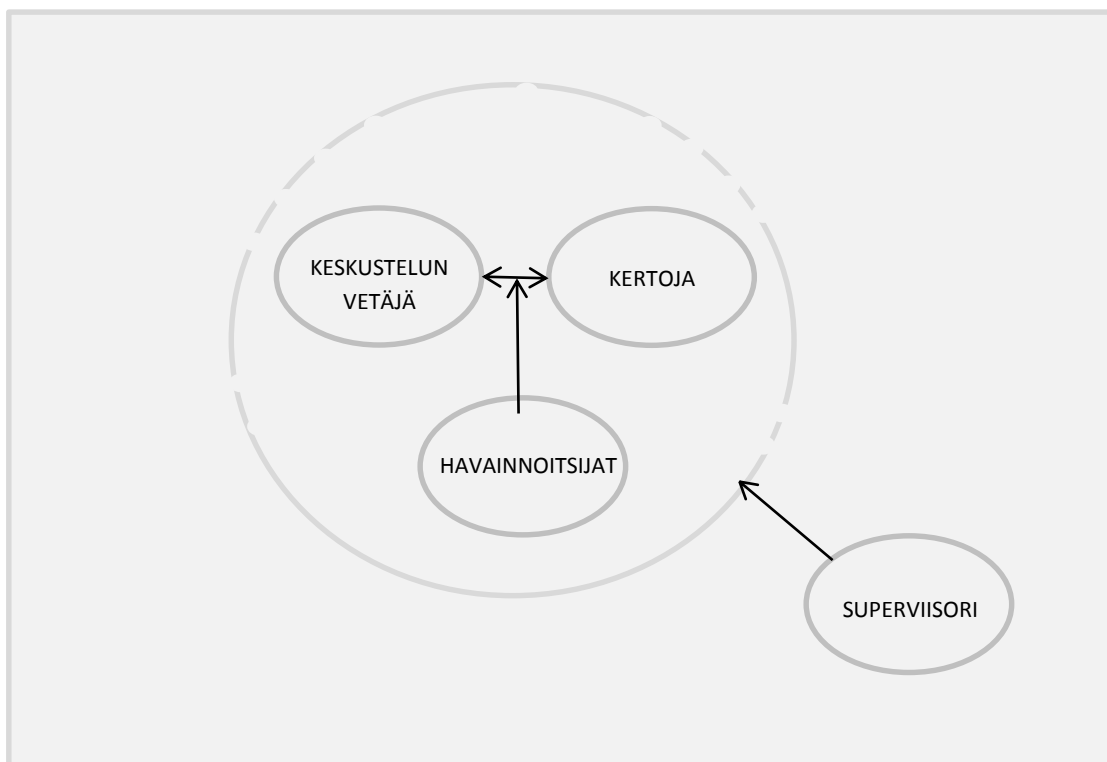 KESKUSTELUN
VETÄJÄ
KERTOJA
HAVAINNOITSIJAT
SUPERVIISORI